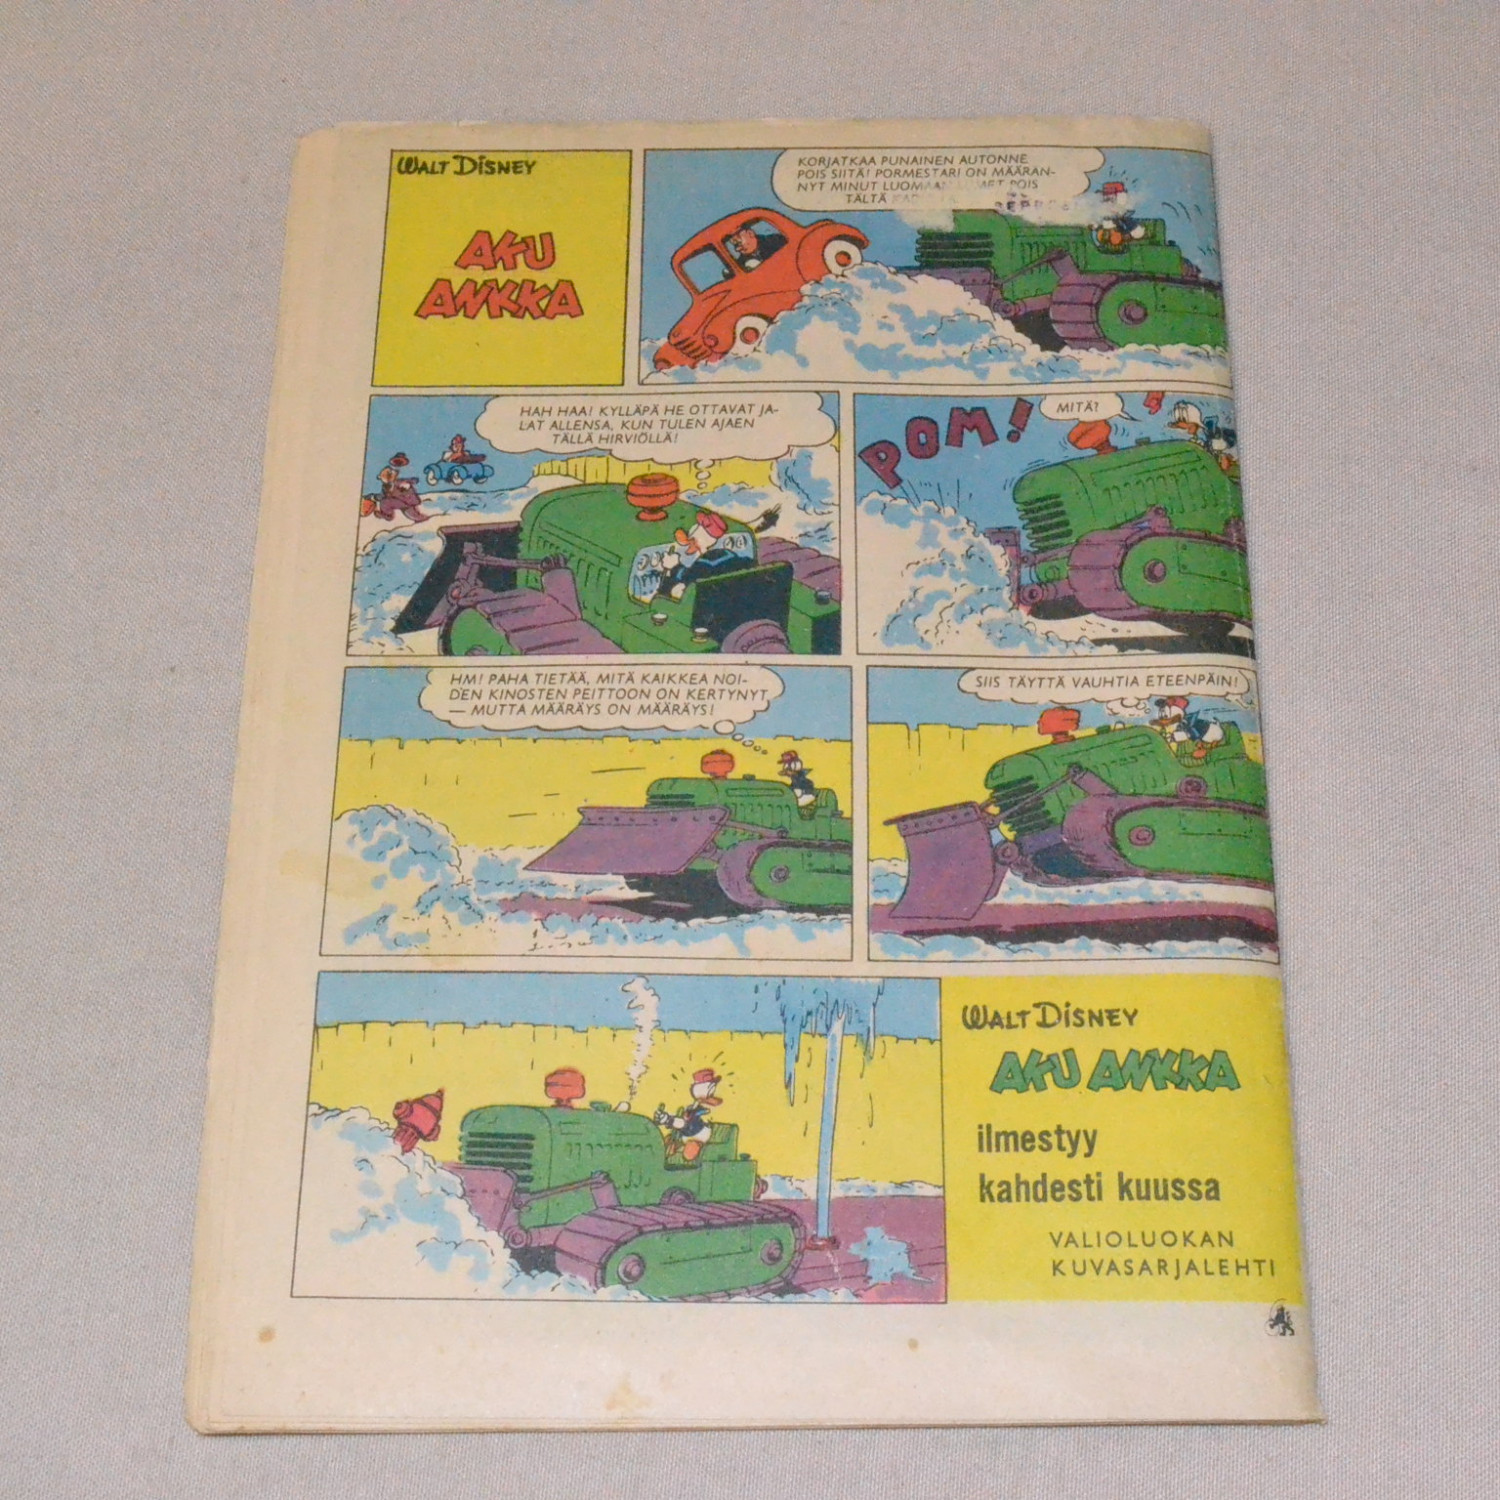 WALT DISNEY
AKU
ANKKA
KORJATKAA PUNAINEN AUTONNE
POIS SIITÄ! PORMESTARI ON MÄÄRÄN-
NYT MINUT LUOMAAN LUMET POIS
TÄLTÄ
HAH HAA! KYLLÄPÄ HE OTTAVAT JA-
LAT ALLENSA, KUN TULEN AJAEN
TÄLLÄ HIRVIÖLLÄ!
POM!
MITÄ?
HM! PAHA TIETÄÄ, MITÄ KAIKKEA NOI-
DEN KINOSTEN PEITTOON ON KERTYNYT
— MUTTA MÄÄRÄYS ON MÄÄRÄYS!
SIIS TÄYTTÄ VAUHTIA ETEENPÄIN!
WALT DISNEY
AKU ANKKA
ilmestyy
kahdesti kuussa
VALIOLUOKAN
KUVASARJALEHTI